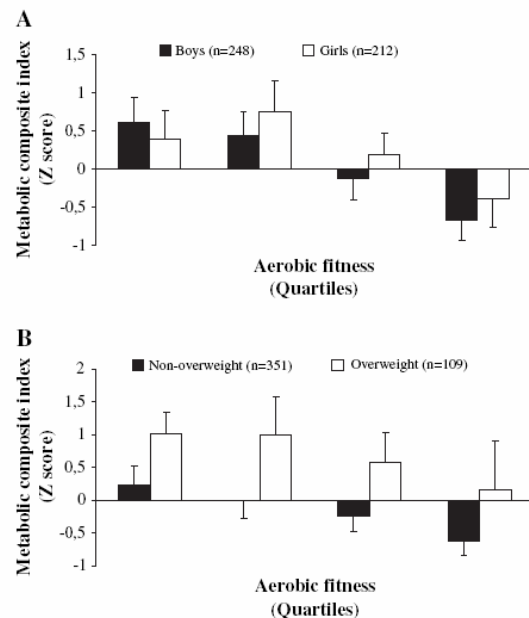 A
Boys (n=248) Girls (n=212)
Metabolic composite index
(Z score)
1,5
1
0,5
0
-0,5
-1
Aerobic fitness
(Quartiles)
B
Non-overweight (n=351) Overweight (n=109)
Metabolic composite index
(Z score)
2
1,5
1
0,5
0
-0,5
-1
Aerobic fitness
(Quartiles)